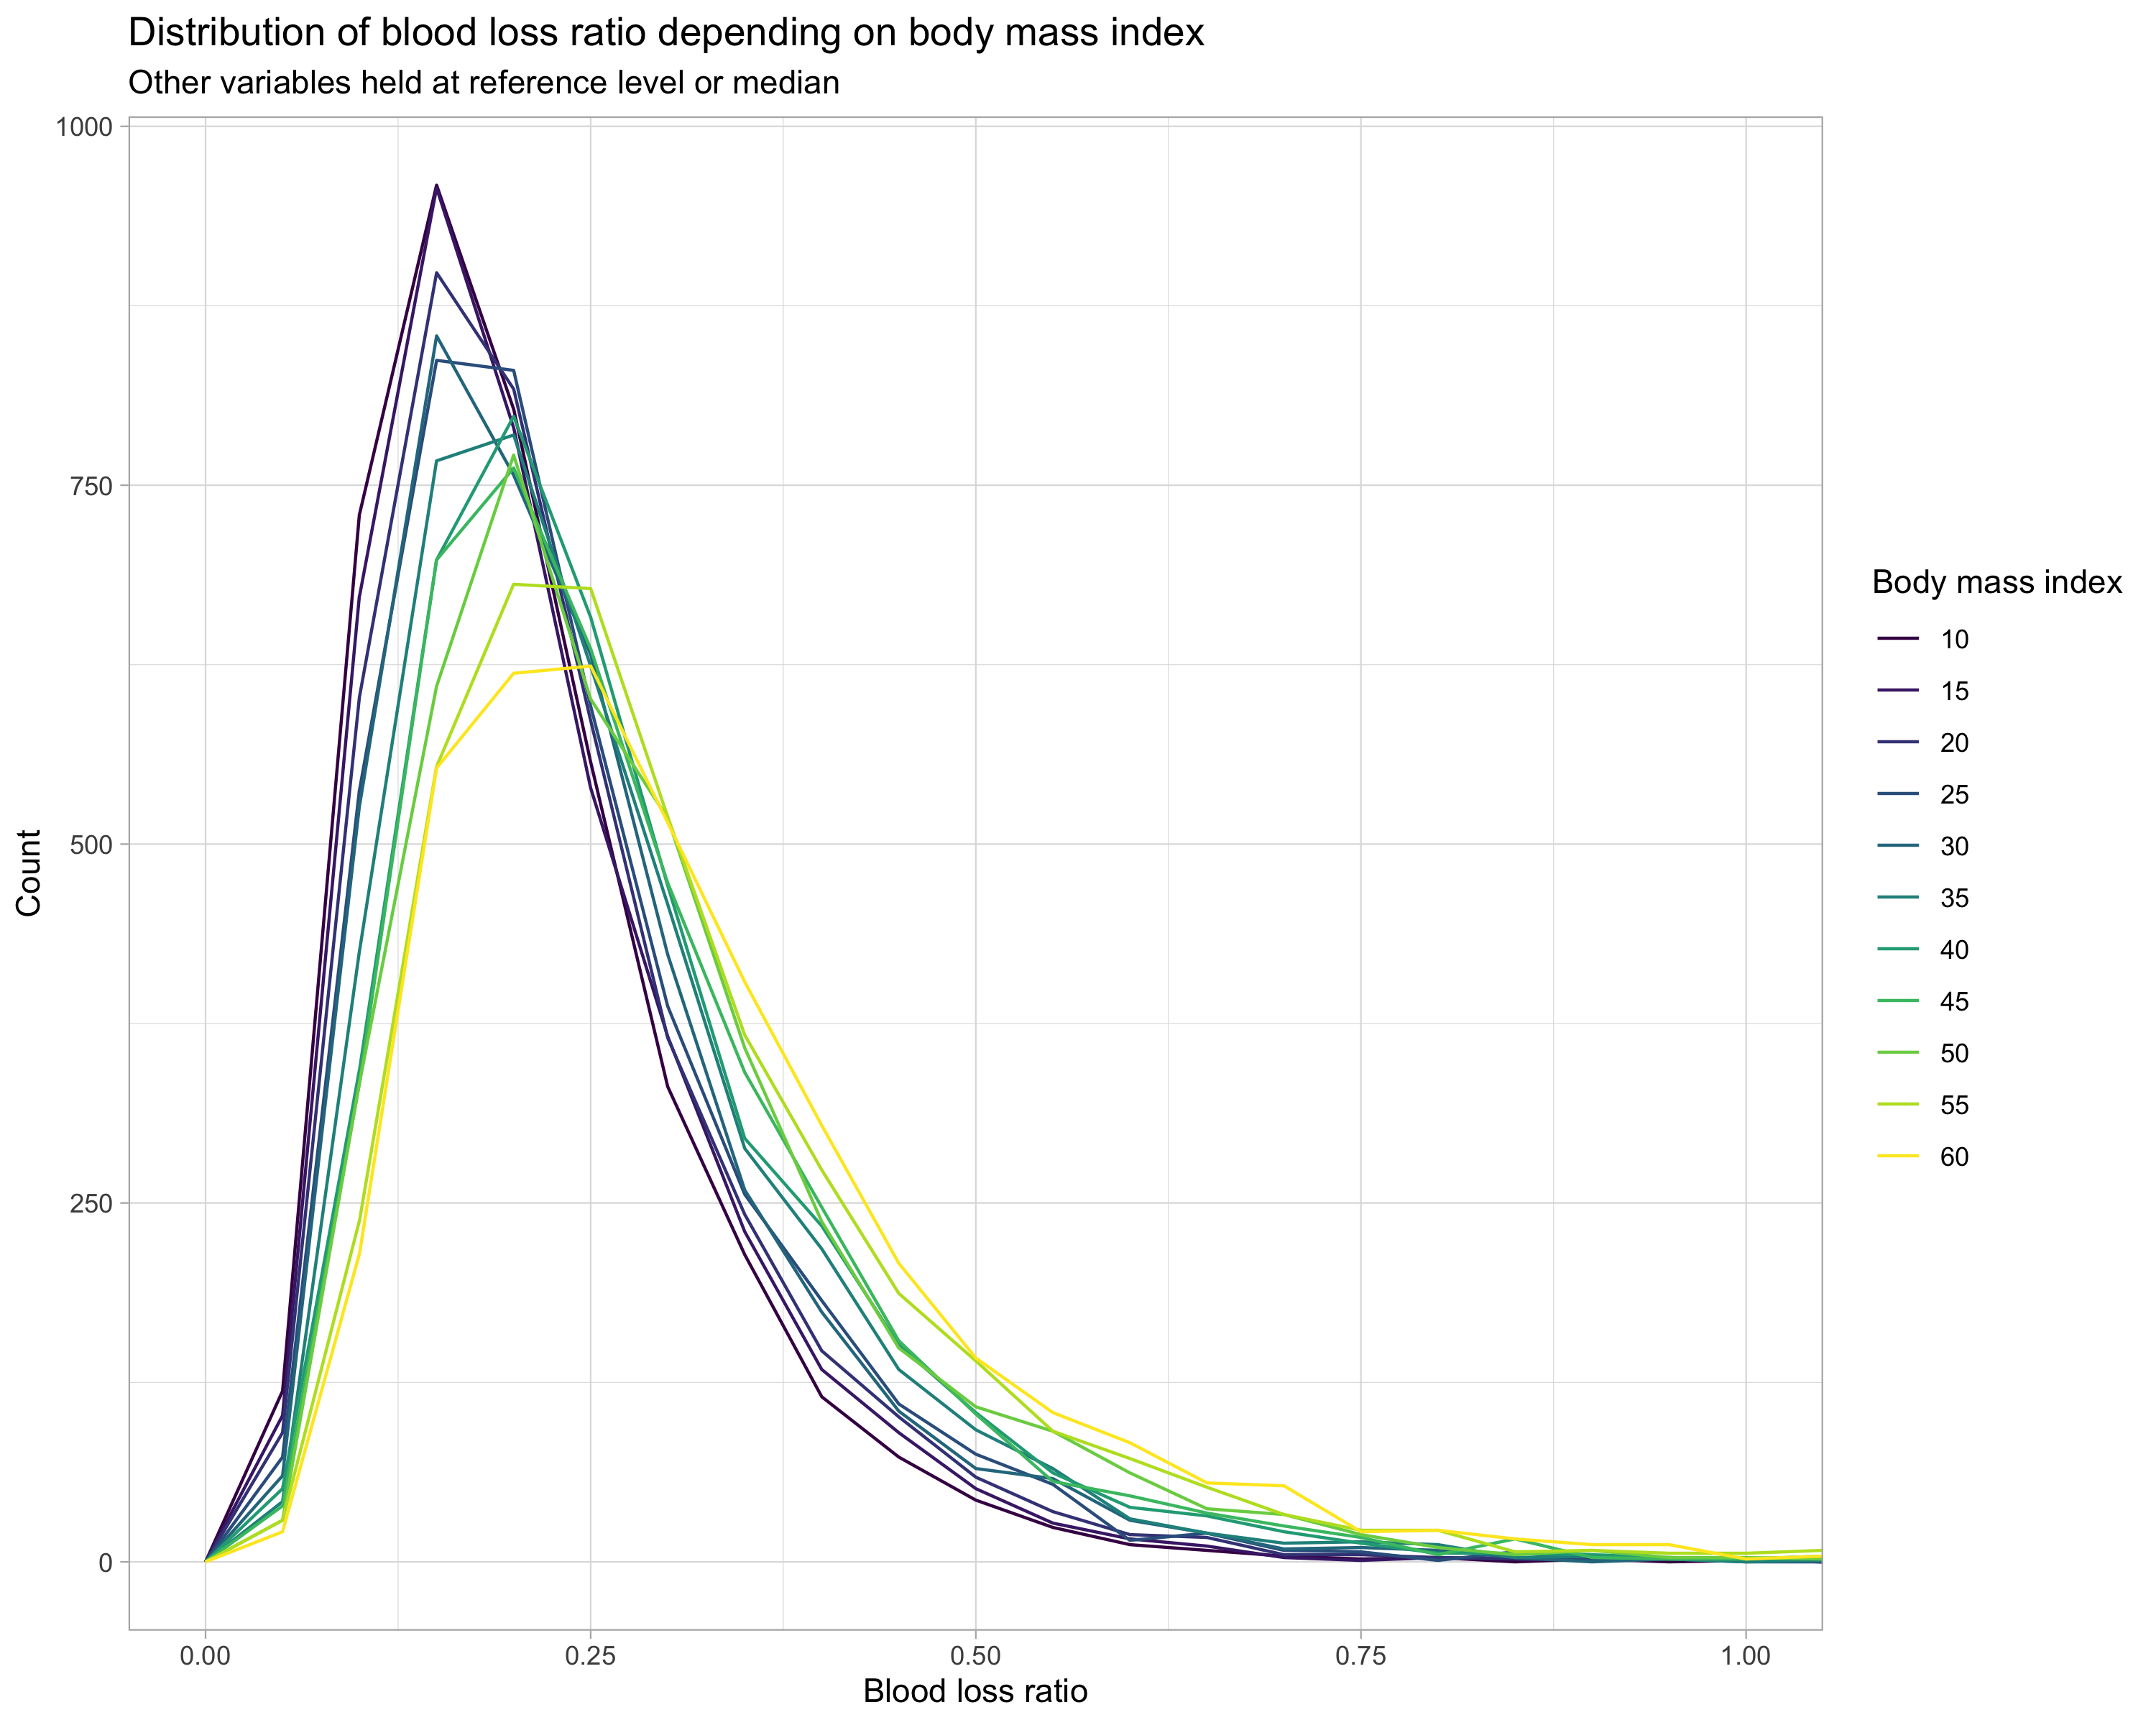 Distribution of blood loss ratio depending on body mass index
Other variables held at reference level or median
1000
750
500
250
0
Count
0.00 0.25 0.50 0.75 1.00
Blood loss ratio
Body mass index
10
15
20
25
30
35
40
45
50
55
60